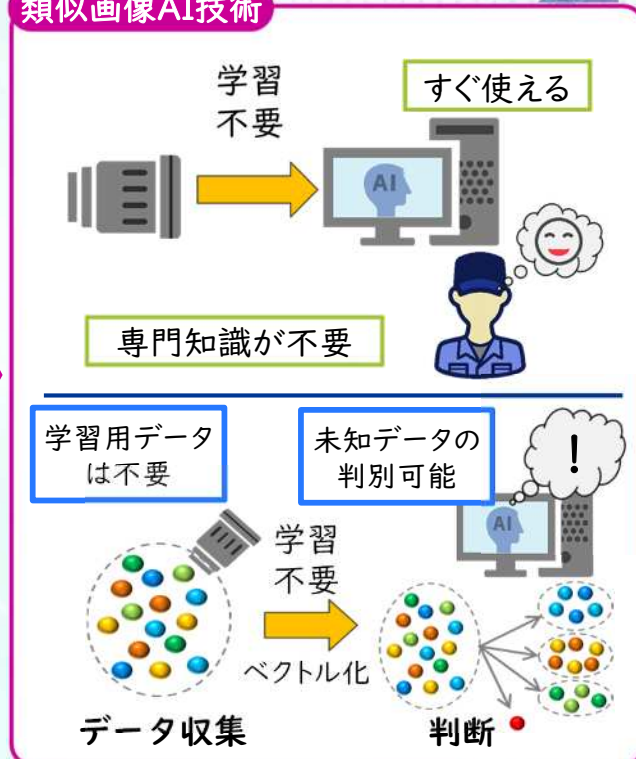 類似画像AI技術
学習
不要
すぐ使える
AI
専門知識が不要
学習用データ
は不要
未知データの
判別可能
!
AI
学習
不要
ベクトル化
データ収集
判断